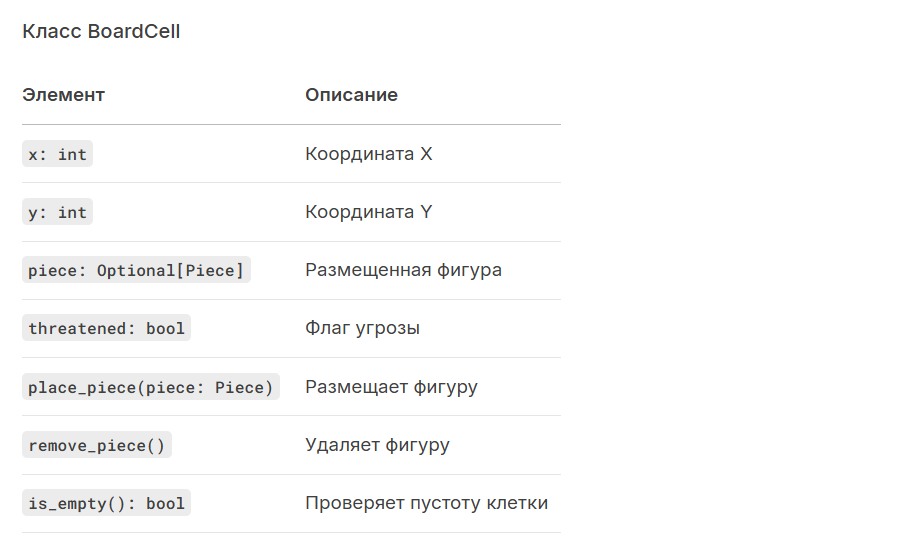 Класс BoardCell
Элемент Описание
x: int Координата X
y: int Координата Y
piece: Optional[Piece] Размещенная фигура
threatened: bool Флаг угрозы
place_piece(piece: Piece) Размещает фигуру
remove_piece() Удаляет фигуру
is_empty(): bool Проверяет пустоту клетки